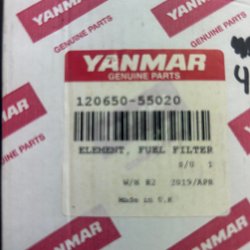 YANMAR
GENUINE PARTS
YANMAR
GENUINE PARTS
120650-55020
ELEMENT, FUEL FILTER
S/U 1
W/H E2 2019/APR
Made in U.K
YANMAR
GENUINE PARTS